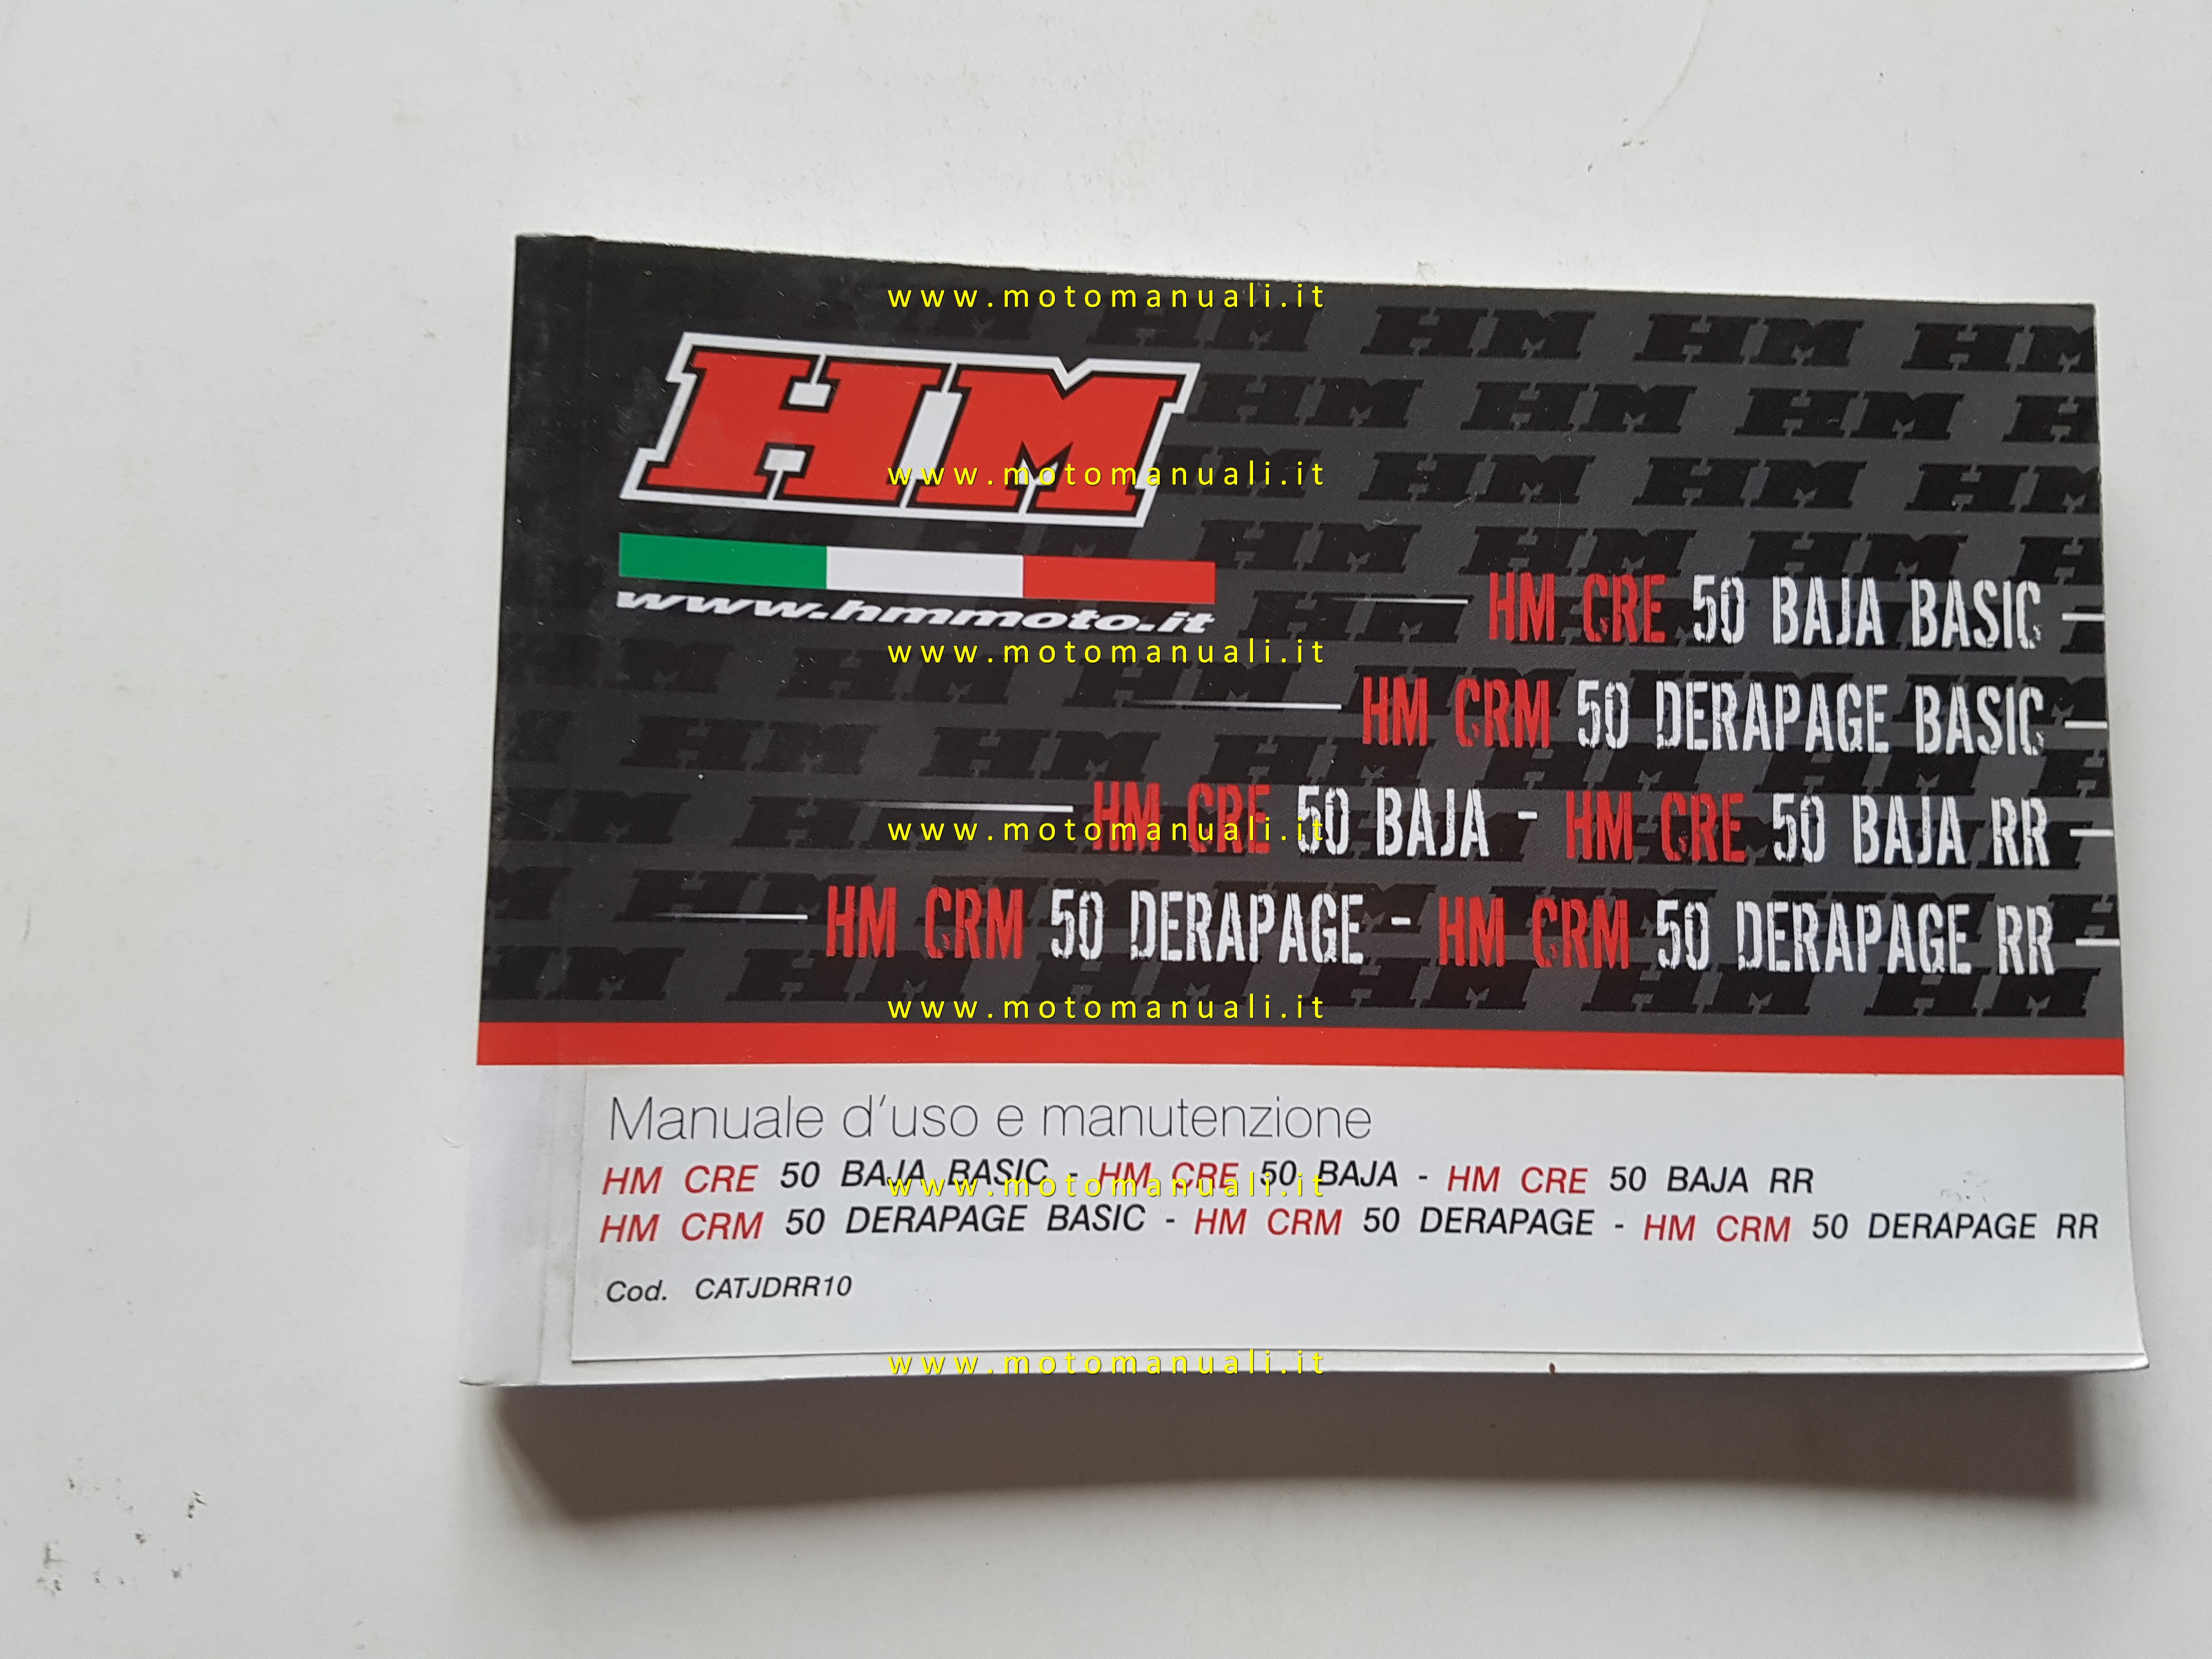 www.motomanuali.it
HM
www.motomanuali.it
www.hmmoto.it
HM CRE 50 BAJA BASIC
www.motomanuali.it
HM CRM 50 DERAPAGE BASIC
HM CRE 50 BAJA - HM CRE 50 BAJA RR
www.motomanuali.it
HM CRM 50 DERAPAGE - HM CRM 50 DERAPAGE RR
www.motomanuali.it
Manuale d'uso e manutenzione
HM CRE 50 BAJA BASIC - HM CRE 50 BAJA - HM CRE 50 BAJA RR
www.motomanuali.it
HM CRM 50 DERAPAGE BASIC - HM CRM 50 DERAPAGE - HM CRM 50 DERAPAGE RR
Cod. CATJDRR10
www.motomanuali.it